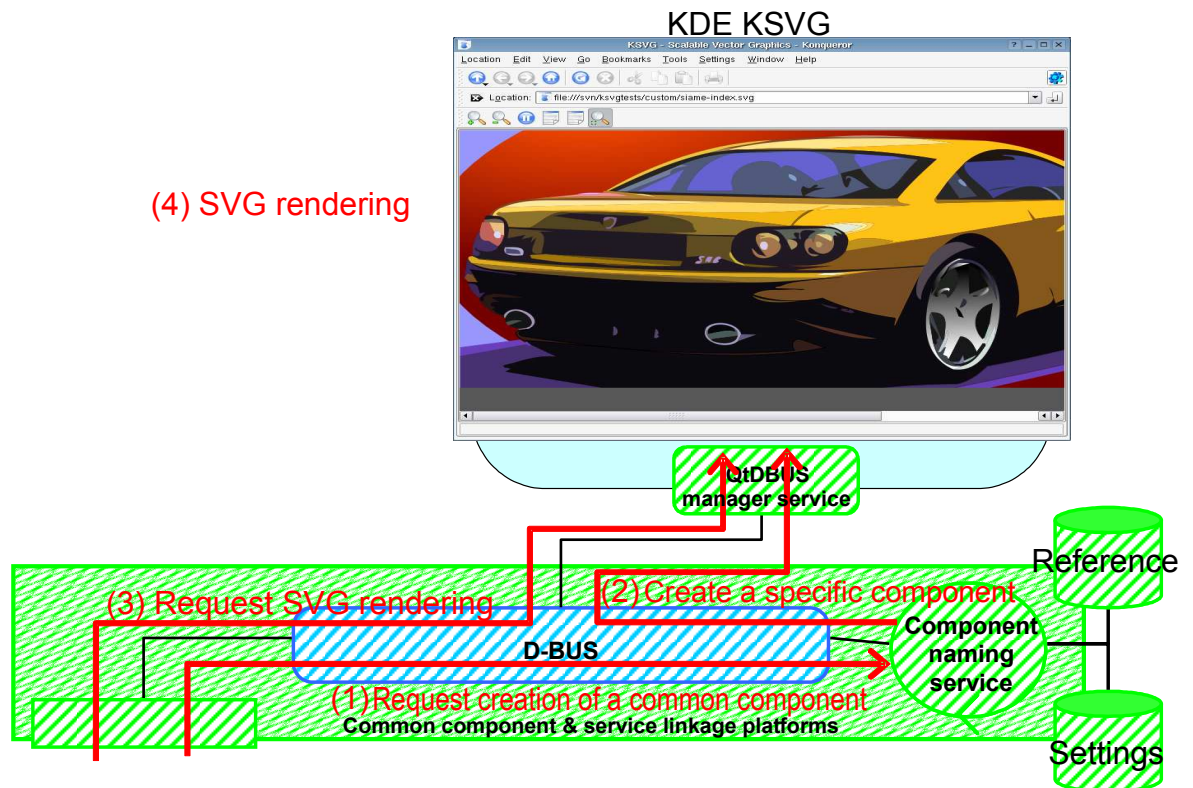 KDE KSVG
KSVG - Scalable Vector Graphics - Konqueror
Location Edit View Go Bookmarks Tools Settings Window Help
Location: file:///svn/ksvgtests/custom/siame-index.svg
(4) SVG rendering
QtDBUS
manager service
Reference
(3) Request SVG rendering
(2) Create a specific component
Component
naming
service
D-BUS
(1) Request creation of a common component
Common component & service linkage platforms
Settings